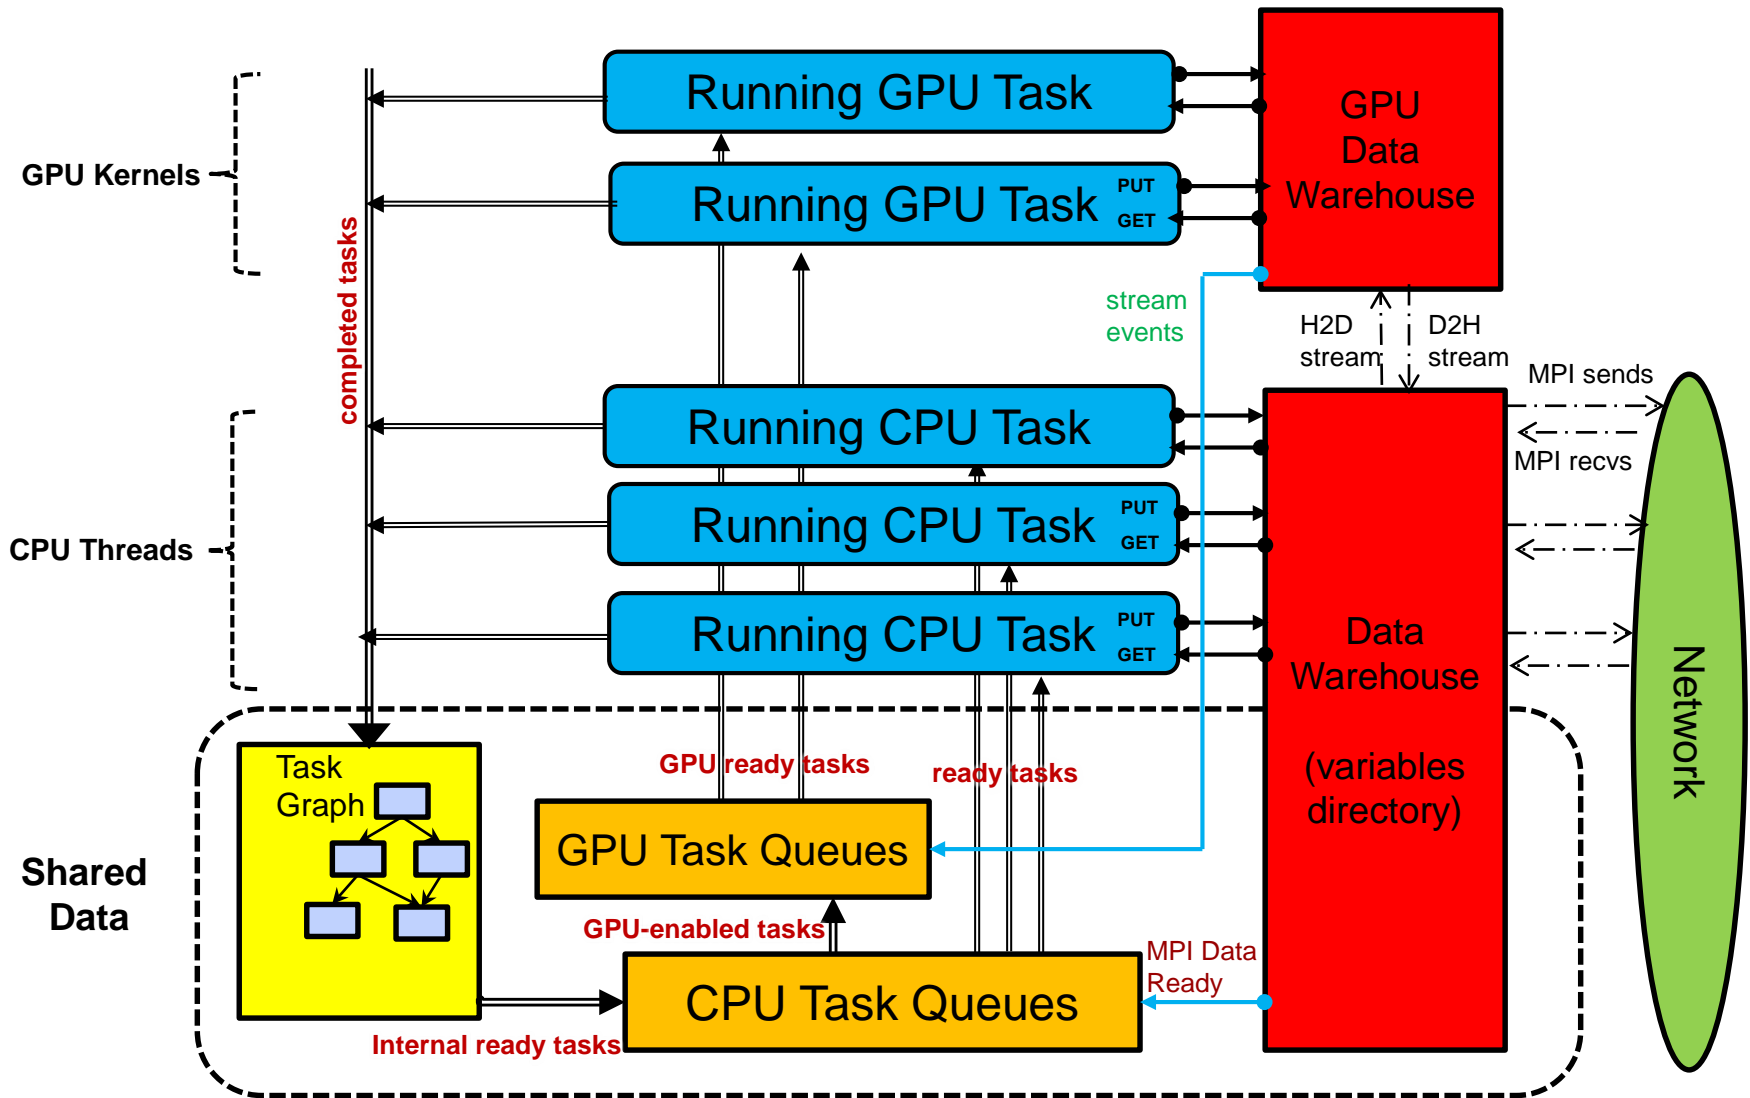 Running GPU Task
GPU
Data
Warehouse
GPU Kernels
Running GPU Task
PUT
GET
completed tasks
stream
events
H2D
stream
D2H
stream
MPI sends
MPI recvs
Running CPU Task
CPU Threads
Running CPU Task
PUT
GET
Running CPU Task
PUT
GET
Data
Warehouse
(variables
directory)
Network
Task
Graph
GPU ready tasks
ready tasks
GPU Task Queues
Shared
Data
GPU-enabled tasks
MPI Data
Ready
CPU Task Queues
Internal ready tasks